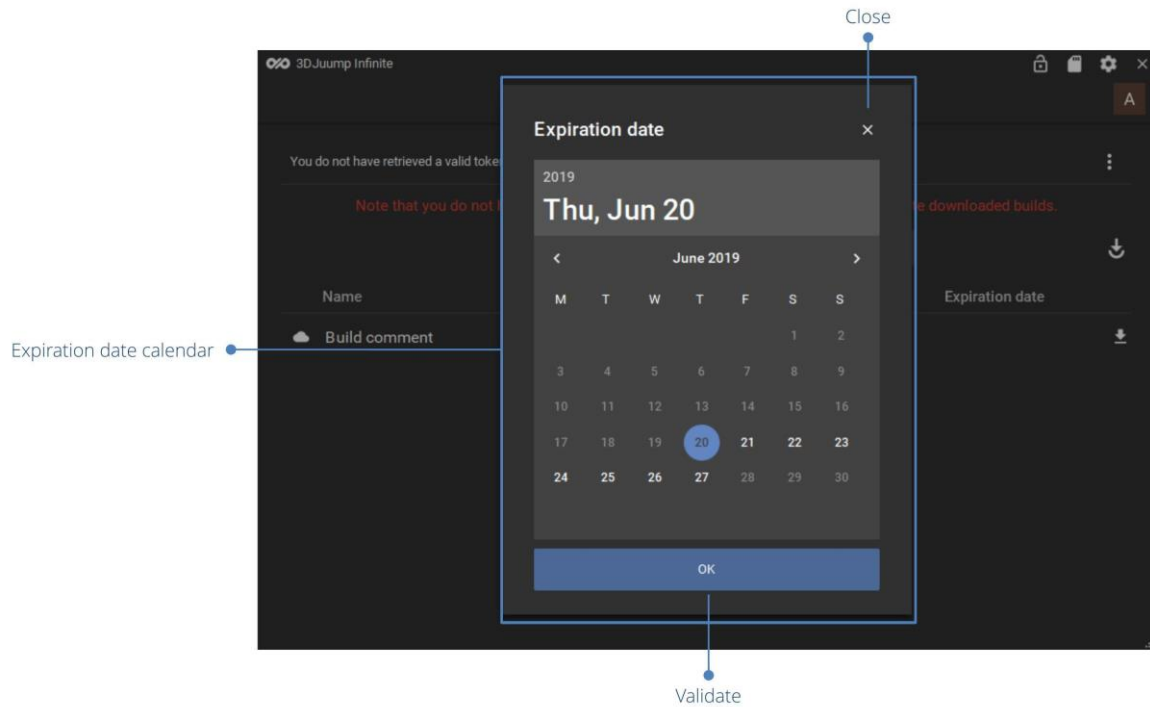 Close
3DJuump Infinite
A
Expiration date
You do not have retrieved a valid toke
2019
Thu, Jun 20
Note that you do not
e downloaded builds.
June 2019
Name
M T W T F S S
Expiration date
1 2
Build comment
Expiration date calendar
3 4 5 6 7 8 9
10 11 12 13 14 15 16
17 18 19 20 21 22 23
24 25 26 27 28 29 30
OK
Validate